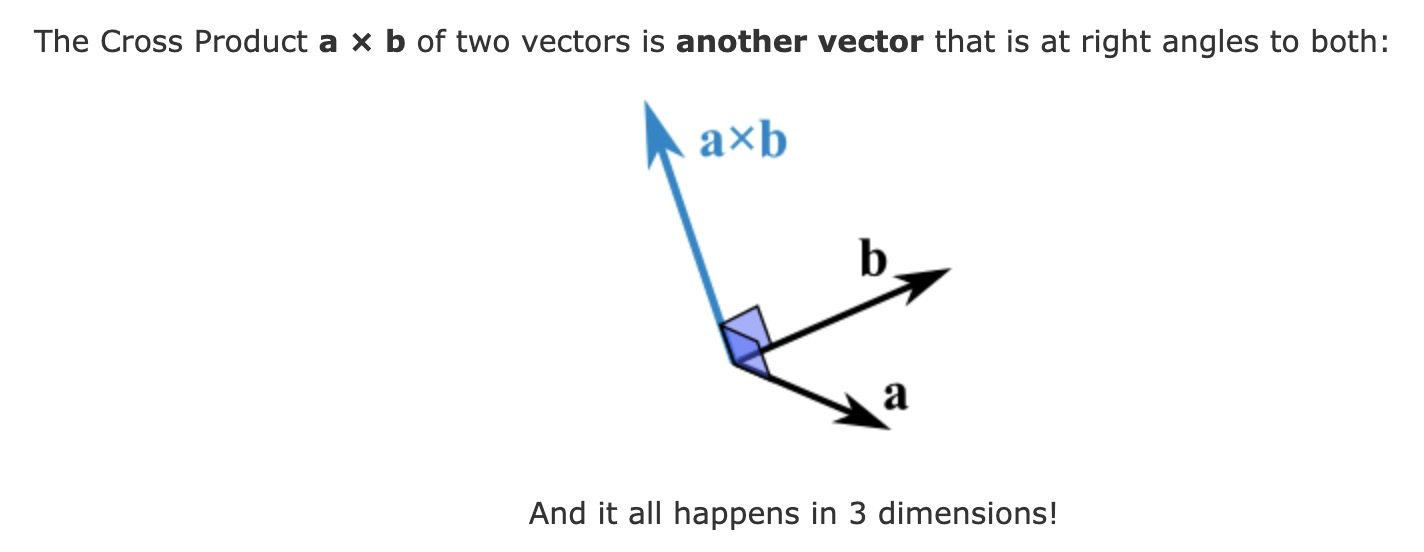 The Cross Product a × b of two vectors is another vector that is at right angles to both:
a×b
b
a
And it all happens in 3 dimensions!